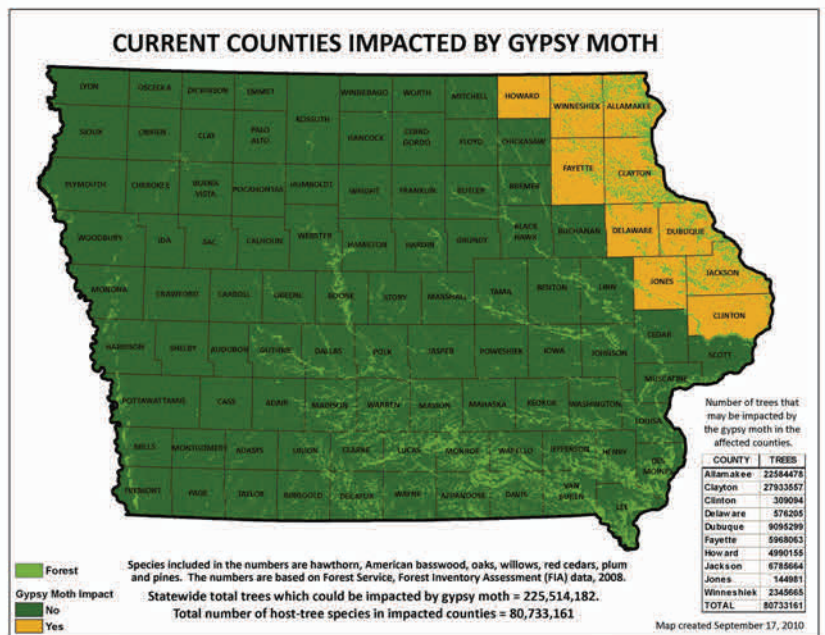 CURRENT COUNTIES IMPACTED BY GYPSY MOTH
LYON OSCEOLA DICKINSON EMMET WINNEBAGO WORTH MITCHELL HOWARD WINNESHIEK ALLAMAKEE
KOSSUTH
SIOUX O'BRIEN CLAY PALO ALTO HANCOCK CERRO GORDO FLOYD CHICKASAW
FAYETTE CLAYTON
PLYMOUTH CHEROKEE BUENA VISTA POCAHONTAS HUMBOLDT WRIGHT FRANKLIN BUTLER BREMER
WOODBURY IDA SAC CALHOUN WEBSTER HAMILTON HARDIN GRUNDY BLACK HAWK BUCHANAN DELAWARE DUBUQUE
JONES JACKSON
MONONA CRAWFORD CARROLL GREENE BOONE STORY MARSHALL TAMA BENTON LINN
CLINTON
CEDAR
HARRISON SHELBY AUDUBON GUTHRIE DALLAS POLK JASPER POWESHIEK IOWA JOHNSON SCOTT
MUSCATINE
POTTAWATTAMIE CASS ADAIR MADISON WARREN MARION MAHASKA KEOKUK WASHINGTON LOUISA
MILLS MONTGOMERY ADAMS UNION CLARKE LUCAS MONROE WAPELLO JEFFERSON HENRY DES MOINES
FREMONT PAGE TAYLOR RINGGOLD DECATUR WAYNE APPANOOSE DAVIS VAN BUREN LEE
Number of trees that
may be impacted by
the gypsy moth in the
affected counties.
COUNTY TREES
Allamakee 22584478
Clayton 27933557
Clinton 309094
Delaware 576205
Dubuque 9095299
Fayette 5968063
Howard 4990155
Jackson 6785664
Jones 144981
Winneshiek 2345665
TOTAL 80733161
Forest
Gypsy Moth Impact
No
Yes
Species included in the numbers are hawthorn, American basswood, oaks, willows, red cedars, plum
and pines. The numbers are based on Forest Service, Forest Inventory Assessment (FIA) data, 2008.
Statewide total trees which could be impacted by gypsy moth = 225,514,182.
Total number of host-tree species in impacted counties = 80,733,161
Map created September 17, 2010